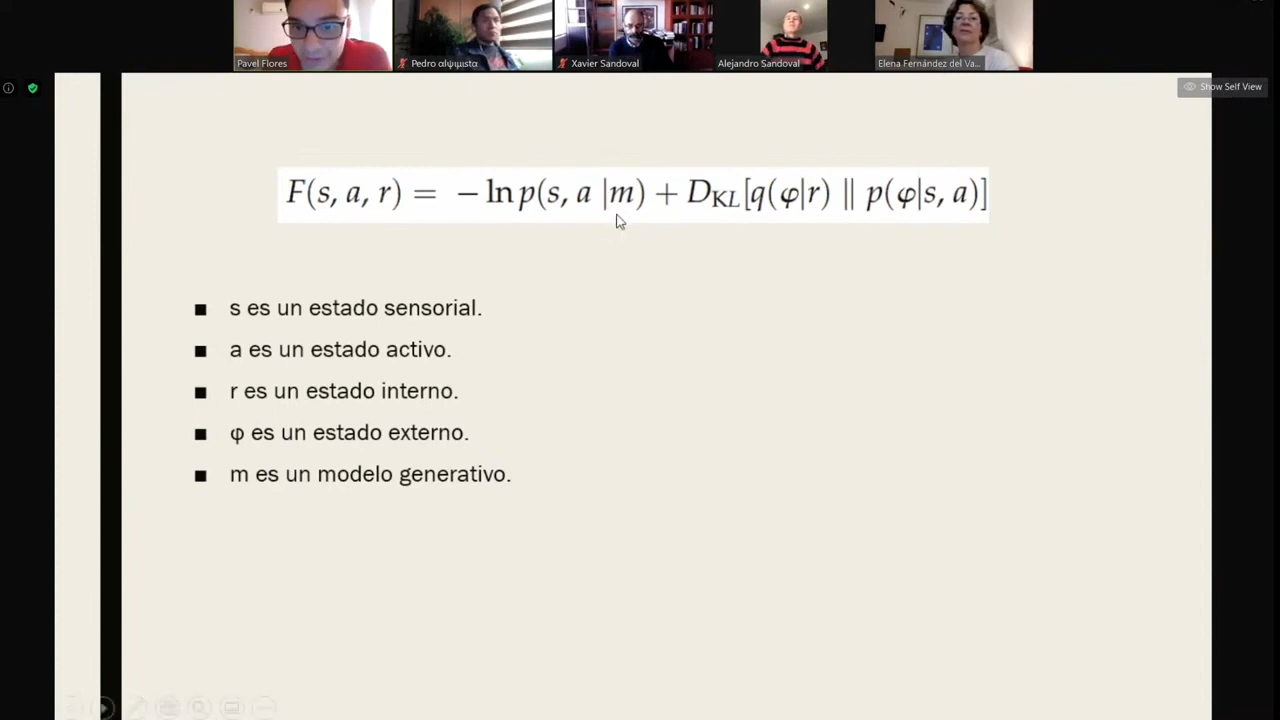 Pavel Flores
Pedro αλψιμιστα
Xavier Sandoval
Alejandro Sandoval
Elena Fernández del Va...
Show Self View
F(s, a, r) = − ln p(s, a |m) + D_KL[q(φ|r) ∥ p(φ|s, a)]
■ s es un estado sensorial.
■ a es un estado activo.
■ r es un estado interno.
■ φ es un estado externo.
■ m es un modelo generativo.